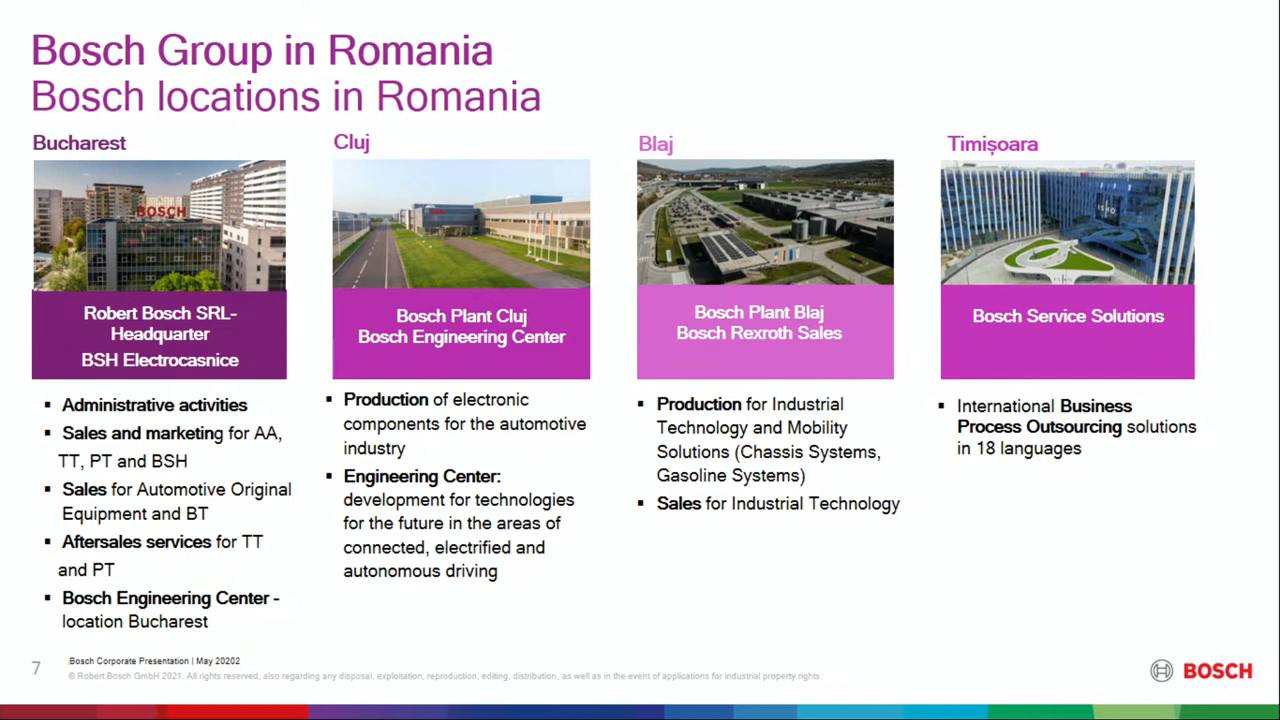 Bosch Group in Romania
Bosch locations in Romania
Bucharest
BOSCH
Robert Bosch SRL-
Headquarter
BSH Electrocasnice
▪ Administrative activities
▪ Sales and marketing for AA,
TT, PT and BSH
▪ Sales for Automotive Original
Equipment and BT
▪ Aftersales services for TT
and PT
▪ Bosch Engineering Center -
location Bucharest
Cluj
Bosch Plant Cluj
Bosch Engineering Center
▪ Production of electronic
components for the automotive
industry
▪ Engineering Center:
development for technologies
for the future in the areas of
connected, electrified and
autonomous driving
Blaj
Bosch Plant Blaj
Bosch Rexroth Sales
▪ Production for Industrial
Technology and Mobility
Solutions (Chassis Systems,
Gasoline Systems)
▪ Sales for Industrial Technology
Timișoara
Bosch Service Solutions
▪ International Business
Process Outsourcing solutions
in 18 languages
7
Bosch Corporate Presentation | May 20202
© Robert Bosch GmbH 2021. All rights reserved, also regarding any disposal, exploitation, reproduction, editing, distribution, as well as in the event of applications for industrial property rights.
BOSCH